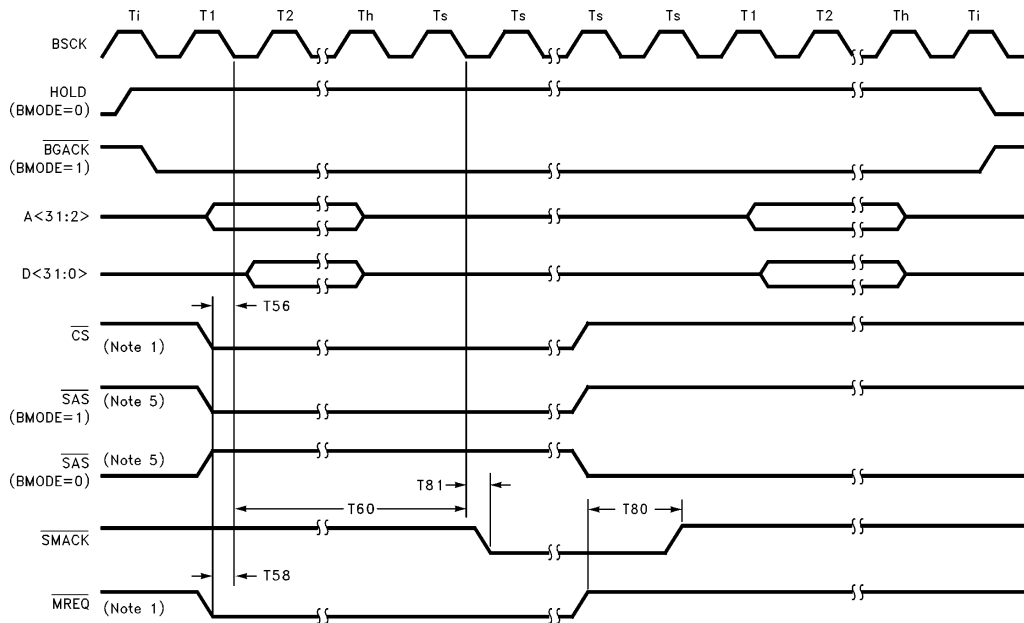 Ti T1 T2 Th Ts Ts Ts Ts T1 T2 Th Ti
BSCK
HOLD
(BMODE=0)
BGACK
(BMODE=1)
A<31:2>
D<31:0>
T56
CS (Note 1)
SAS (Note 5)
(BMODE=1)
SAS (Note 5)
(BMODE=0)
T81
T60
T80
SMACK
T58
MREQ (Note 1)